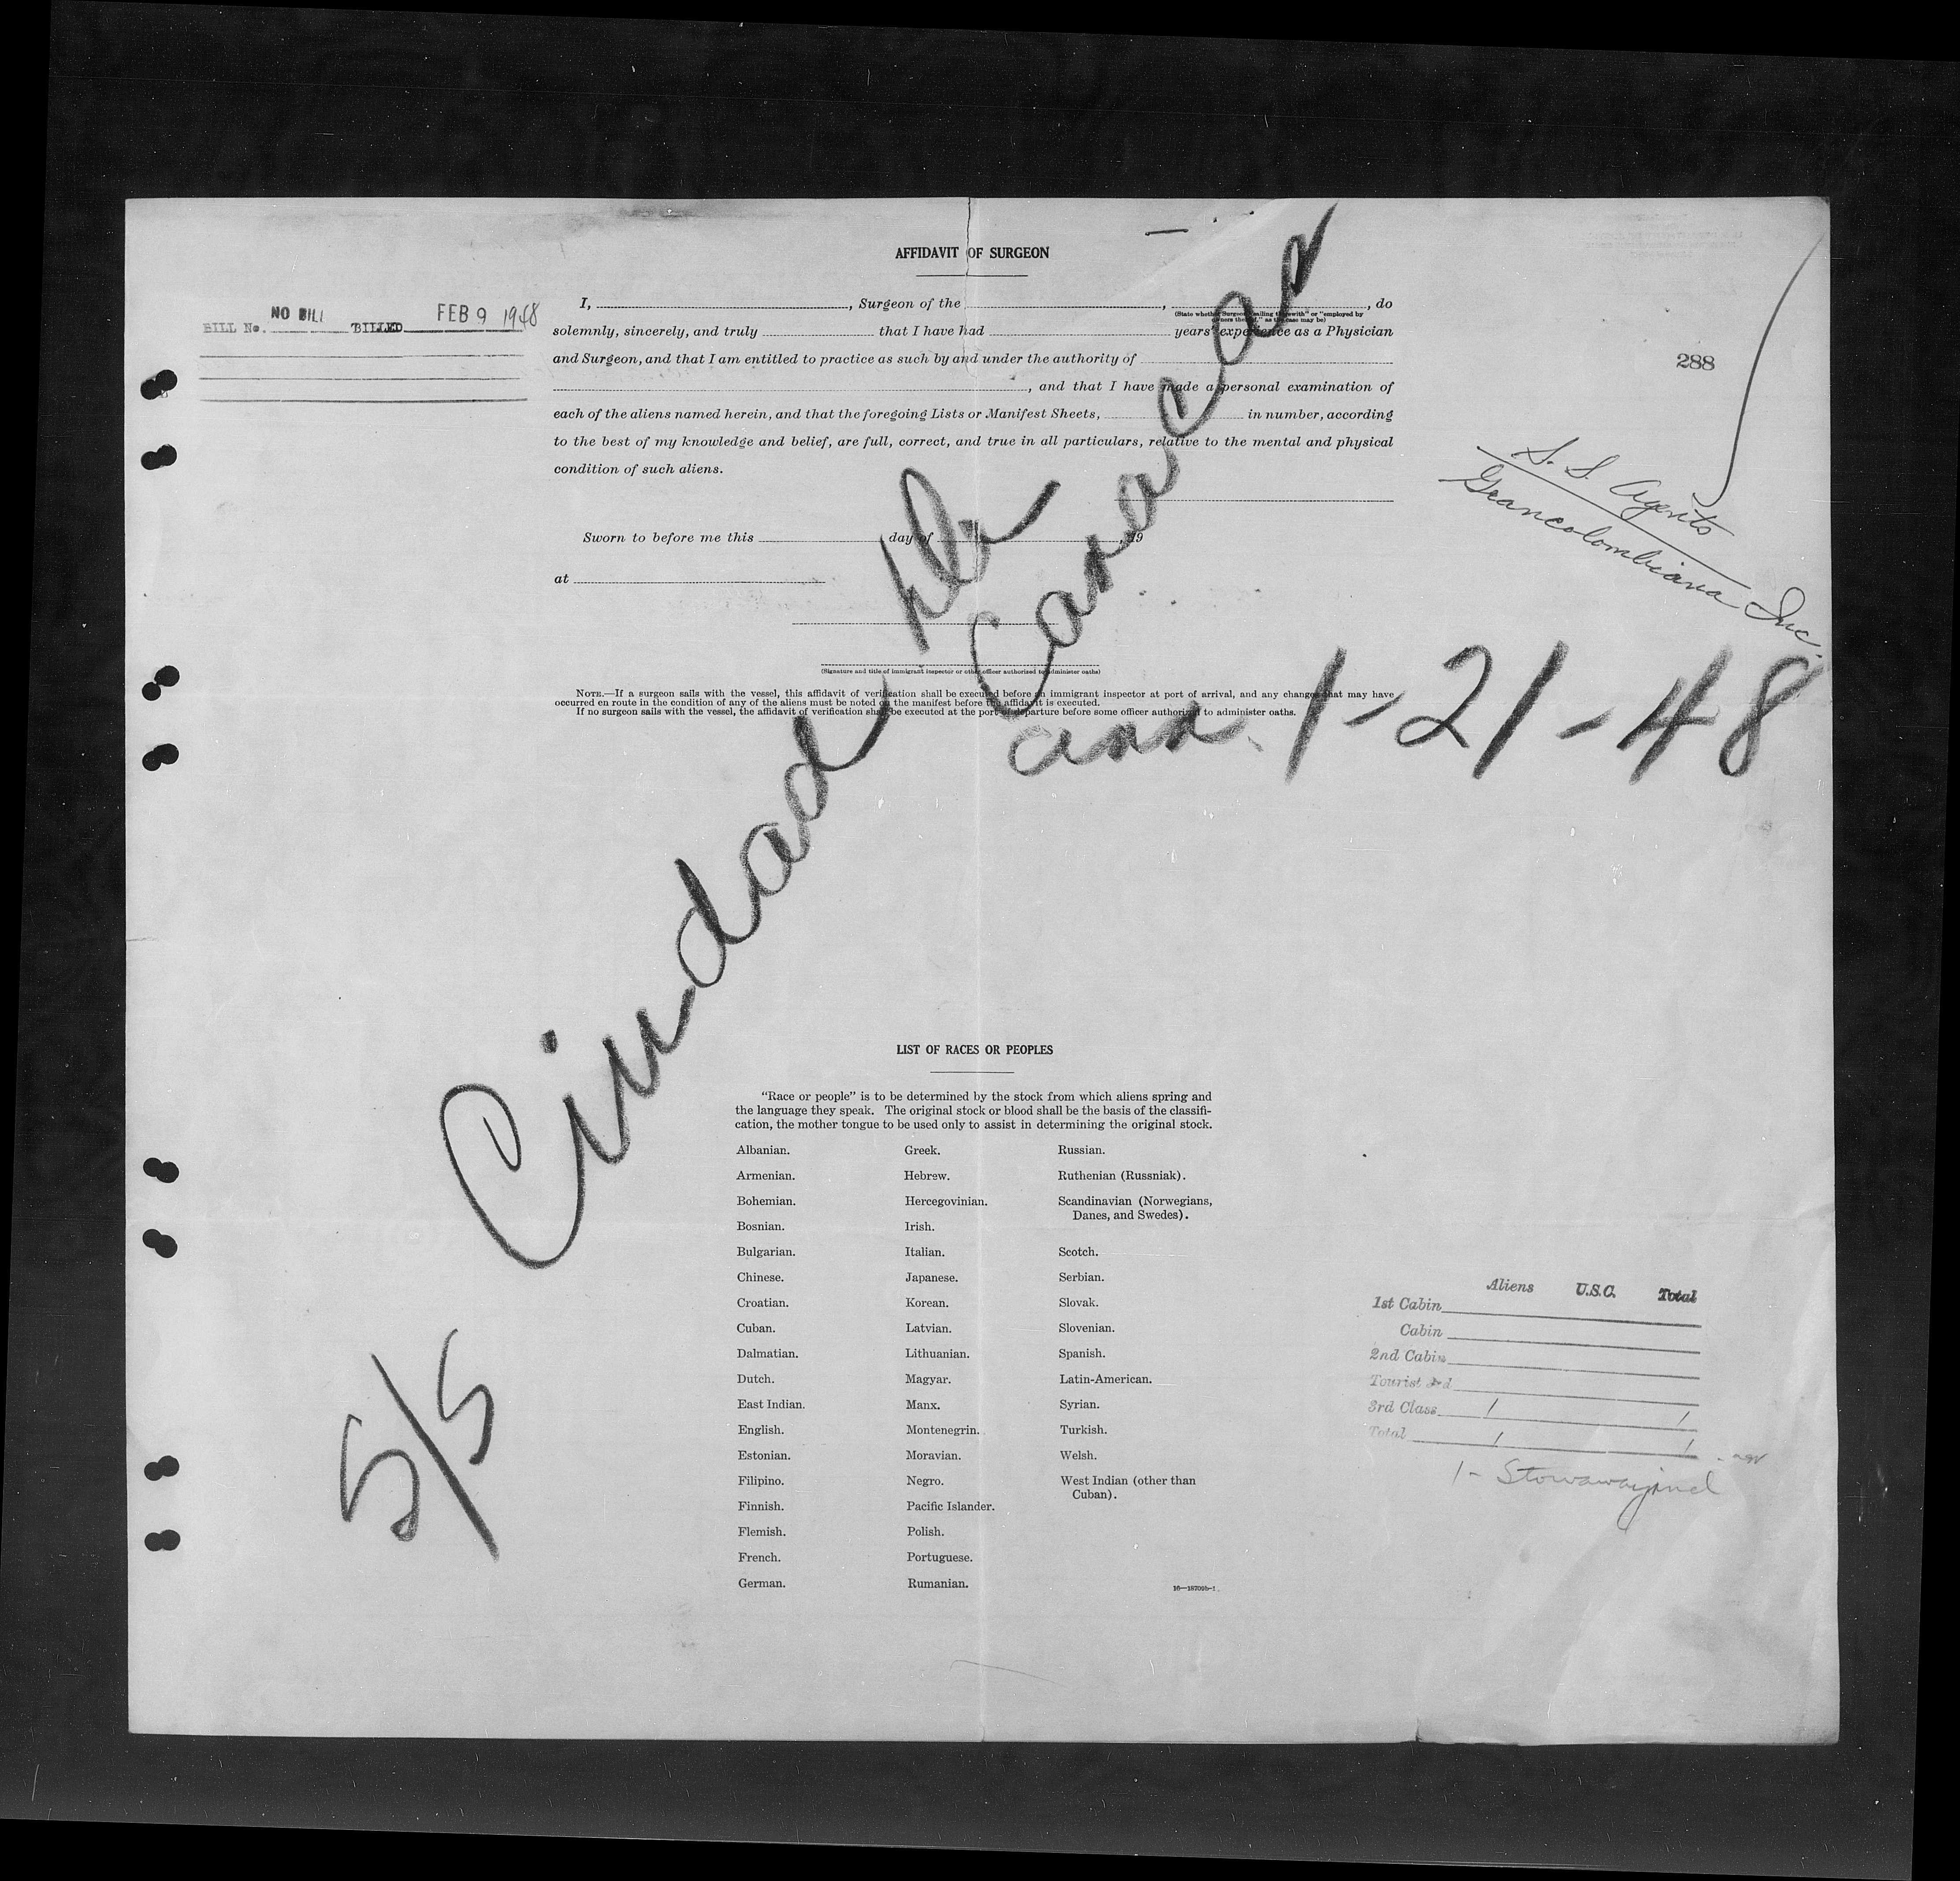 AFFIDAVIT OF SURGEON
BILL No. NO BILL BILLED FEB 9 1948
I, , Surgeon of the , , do
(State whether "Surgeon sailing therewith" or "employed by owners thereof," as the case may be)
solemnly, sincerely, and truly that I have had years' experience as a Physician
and Surgeon, and that I am entitled to practice as such by and under the authority of
, and that I have made a personal examination of
each of the aliens named herein, and that the foregoing Lists or Manifest Sheets, in number, according
to the best of my knowledge and belief, are full, correct, and true in all particulars, relative to the mental and physical
condition of such aliens.
288
S. S. Agents
Grancolombiana Inc.
Sworn to before me this day of , 19
at
(Signature and title of immigrant inspector or other officer authorized to administer oaths)
NOTE.—If a surgeon sails with the vessel, this affidavit of verification shall be executed before an immigrant inspector at port of arrival, and any changes that may have
occurred en route in the condition of any of the aliens must be noted on the manifest before the affidavit is executed.
If no surgeon sails with the vessel, the affidavit of verification shall be executed at the port of departure before some officer authorized to administer oaths.
S/S Ciudad de
Caracas
arr. 1-21-48
LIST OF RACES OR PEOPLES
"Race or people" is to be determined by the stock from which aliens spring and
the language they speak. The original stock or blood shall be the basis of the classifi-
cation, the mother tongue to be used only to assist in determining the original stock.
Albanian.
Armenian.
Bohemian.
Bosnian.
Bulgarian.
Chinese.
Croatian.
Cuban.
Dalmatian.
Dutch.
East Indian.
English.
Estonian.
Filipino.
Finnish.
Flemish.
French.
German.
Greek.
Hebrew.
Hercegovinian.
Irish.
Italian.
Japanese.
Korean.
Latvian.
Lithuanian.
Magyar.
Manx.
Montenegrin.
Moravian.
Negro.
Pacific Islander.
Polish.
Portuguese.
Rumanian.
Russian.
Ruthenian (Russniak).
Scandinavian (Norwegians,
Danes, and Swedes).
Scotch.
Serbian.
Slovak.
Slovenian.
Spanish.
Latin-American.
Syrian.
Turkish.
Welsh.
West Indian (other than
Cuban).
16—18709b-1
Aliens U.S.C. Total
1st Cabin
Cabin
2nd Cabin
Tourist 3rd
3rd Class 1 1
Total 1 1
1 - Stowaway incl